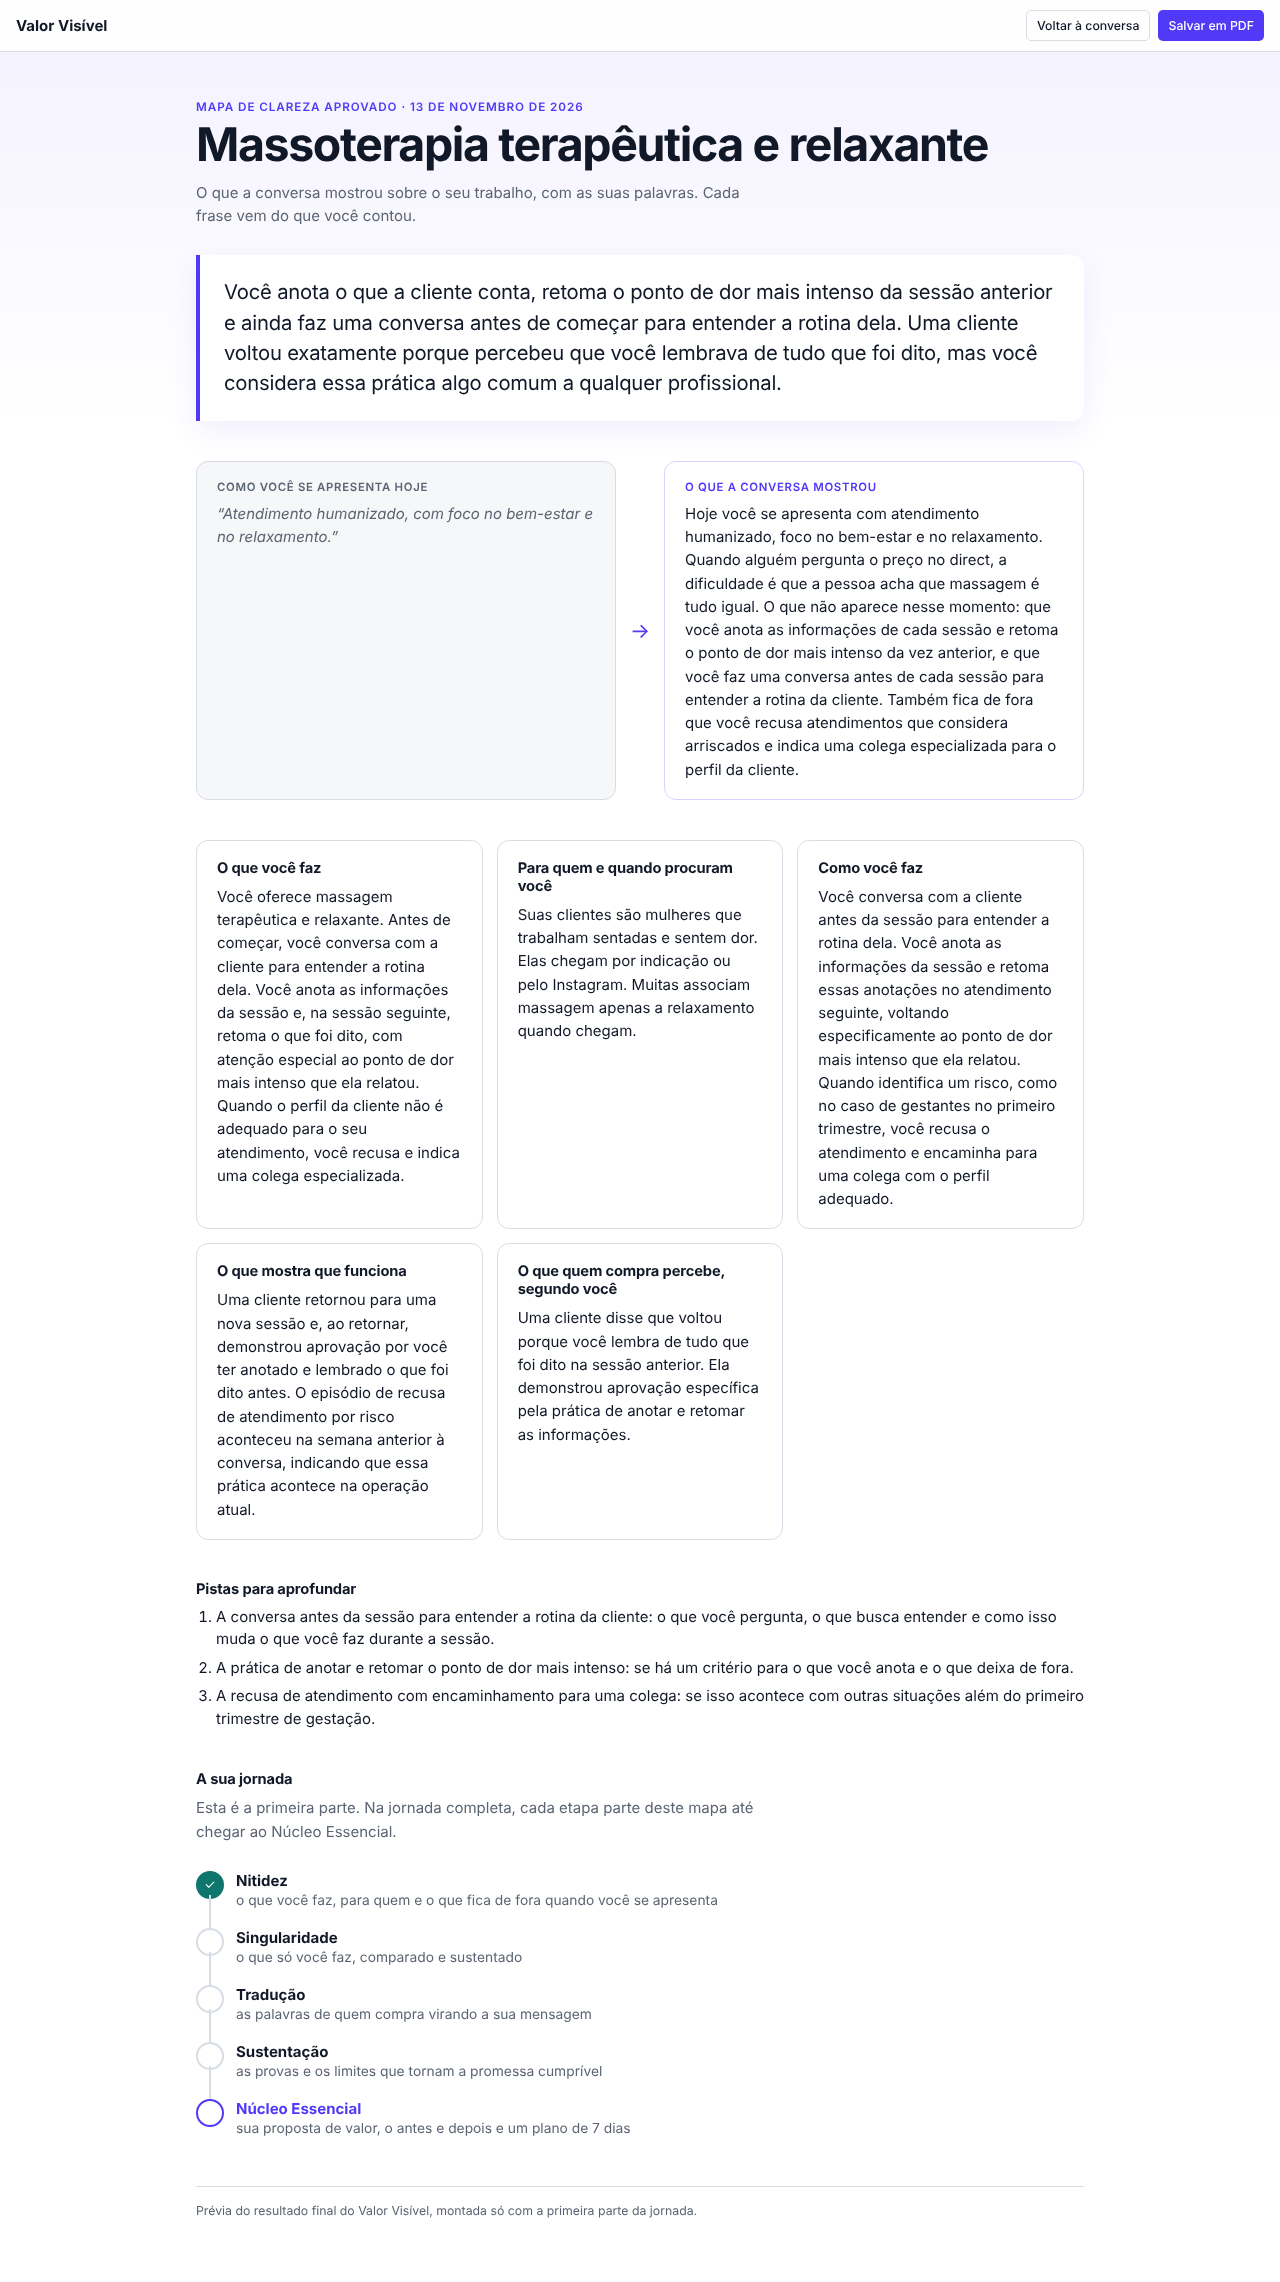 Valor Visível
Voltar à conversa
Salvar em PDF
MAPA DE CLAREZA APROVADO · 13 DE NOVEMBRO DE 2026
Massoterapia terapêutica e relaxante
O que a conversa mostrou sobre o seu trabalho, com as suas palavras. Cada
frase vem do que você contou.
Você anota o que a cliente conta, retoma o ponto de dor mais intenso da sessão anterior
e ainda faz uma conversa antes de começar para entender a rotina dela. Uma cliente
voltou exatamente porque percebeu que você lembrava de tudo que foi dito, mas você
considera essa prática algo comum a qualquer profissional.
COMO VOCÊ SE APRESENTA HOJE
“Atendimento humanizado, com foco no bem-estar e
no relaxamento.”
→
O QUE A CONVERSA MOSTROU
Hoje você se apresenta com atendimento
humanizado, foco no bem-estar e no relaxamento.
Quando alguém pergunta o preço no direct, a
dificuldade é que a pessoa acha que massagem é
tudo igual. O que não aparece nesse momento: que
você anota as informações de cada sessão e retoma
o ponto de dor mais intenso da vez anterior, e que
você faz uma conversa antes de cada sessão para
entender a rotina da cliente. Também fica de fora
que você recusa atendimentos que considera
arriscados e indica uma colega especializada para o
perfil da cliente.
O que você faz
Você oferece massagem
terapêutica e relaxante. Antes de
começar, você conversa com a
cliente para entender a rotina
dela. Você anota as informações
da sessão e, na sessão seguinte,
retoma o que foi dito, com
atenção especial ao ponto de dor
mais intenso que ela relatou.
Quando o perfil da cliente não é
adequado para o seu
atendimento, você recusa e indica
uma colega especializada.
Para quem e quando procuram
você
Suas clientes são mulheres que
trabalham sentadas e sentem dor.
Elas chegam por indicação ou
pelo Instagram. Muitas associam
massagem apenas a relaxamento
quando chegam.
Como você faz
Você conversa com a cliente
antes da sessão para entender a
rotina dela. Você anota as
informações da sessão e retoma
essas anotações no atendimento
seguinte, voltando
especificamente ao ponto de dor
mais intenso que ela relatou.
Quando identifica um risco, como
no caso de gestantes no primeiro
trimestre, você recusa o
atendimento e encaminha para
uma colega com o perfil
adequado.
O que mostra que funciona
Uma cliente retornou para uma
nova sessão e, ao retornar,
demonstrou aprovação por você
ter anotado e lembrado o que foi
dito antes. O episódio de recusa
de atendimento por risco
aconteceu na semana anterior à
conversa, indicando que essa
prática acontece na operação
atual.
O que quem compra percebe,
segundo você
Uma cliente disse que voltou
porque você lembra de tudo que
foi dito na sessão anterior. Ela
demonstrou aprovação específica
pela prática de anotar e retomar
as informações.
Pistas para aprofundar
1. A conversa antes da sessão para entender a rotina da cliente: o que você pergunta, o que busca entender e como isso
muda o que você faz durante a sessão.
2. A prática de anotar e retomar o ponto de dor mais intenso: se há um critério para o que você anota e o que deixa de fora.
3. A recusa de atendimento com encaminhamento para uma colega: se isso acontece com outras situações além do primeiro
trimestre de gestação.
A sua jornada
Esta é a primeira parte. Na jornada completa, cada etapa parte deste mapa até
chegar ao Núcleo Essencial.
✓
Nitidez
o que você faz, para quem e o que fica de fora quando você se apresenta
Singularidade
o que só você faz, comparado e sustentado
Tradução
as palavras de quem compra virando a sua mensagem
Sustentação
as provas e os limites que tornam a promessa cumprível
Núcleo Essencial
sua proposta de valor, o antes e depois e um plano de 7 dias
Prévia do resultado final do Valor Visível, montada só com a primeira parte da jornada.